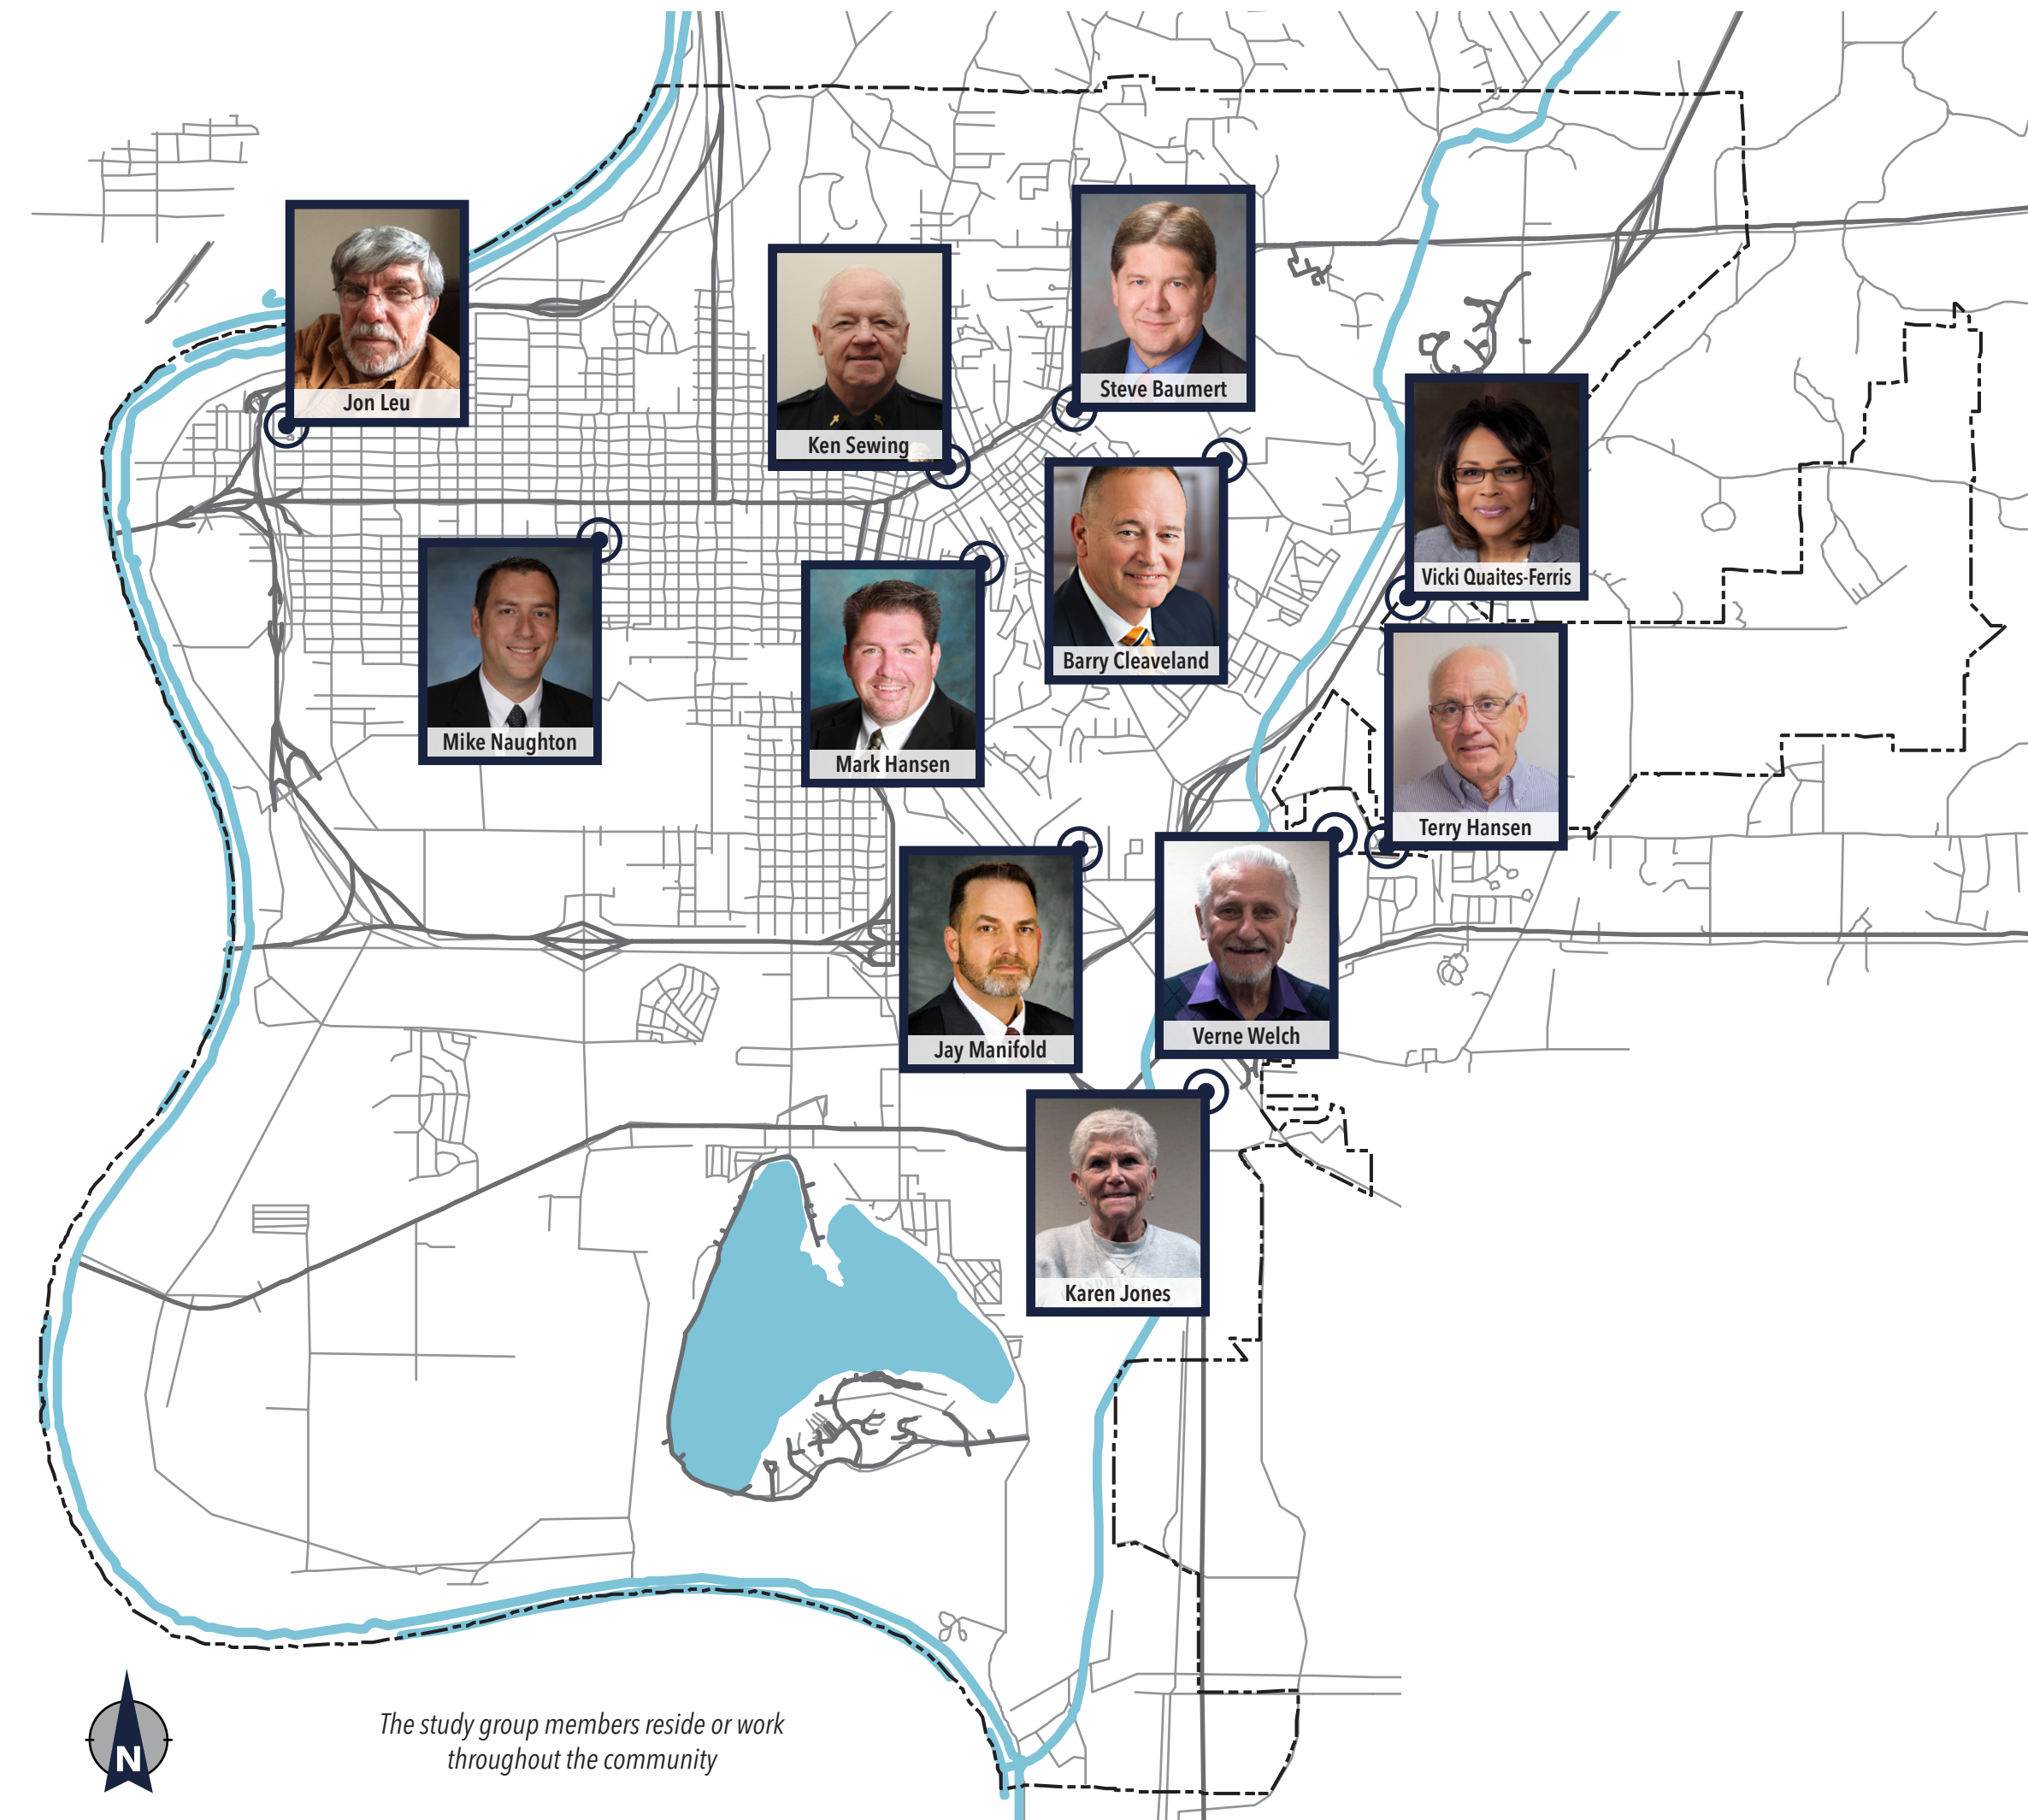 Jon Leu
Steve Baumert
Ken Sewing
Vicki Quaites-Ferris
Barry Cleaveland
Mike Naughton
Mark Hansen
Terry Hansen
Jay Manifold
Verne Welch
Karen Jones
N
The study group members reside or work
throughout the community